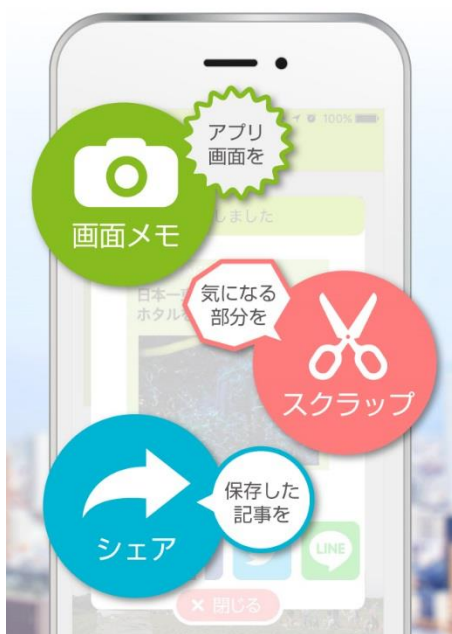 アプリ
画面を
画面メモ
100%
しました
気になる
部分を
日本一
ホタルを
スクラップ
保存した
記事を
シェア
LINE
× 閉じる